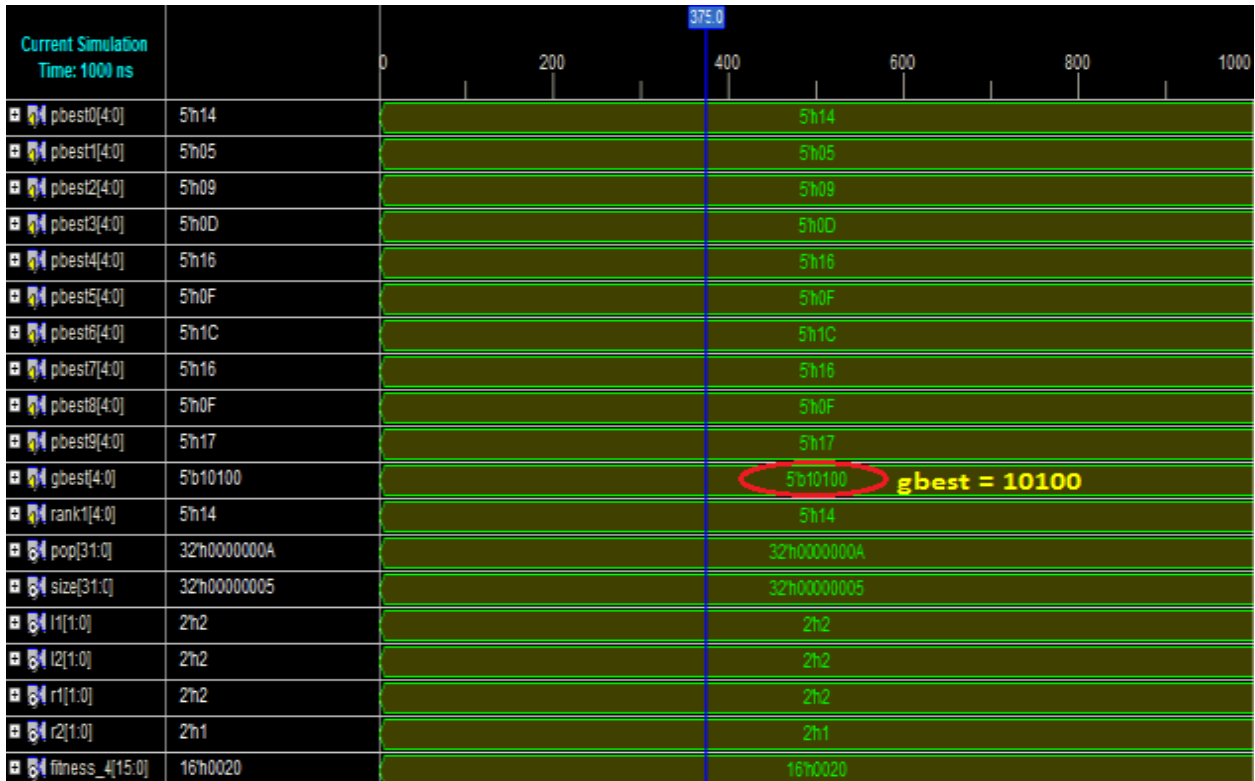 375.0
Current Simulation
Time: 1000 ns
0 200 400 600 800 1000
pbest0[4:0] 5'h14 5'h14
pbest1[4:0] 5'h05 5'h05
pbest2[4:0] 5'h09 5'h09
pbest3[4:0] 5'h0D 5'h0D
pbest4[4:0] 5'h16 5'h16
pbest5[4:0] 5'h0F 5'h0F
pbest6[4:0] 5'h1C 5'h1C
pbest7[4:0] 5'h16 5'h16
pbest8[4:0] 5'h0F 5'h0F
pbest9[4:0] 5'h17 5'h17
gbest[4:0] 5'b10100 5'b10100 gbest = 10100
rank1[4:0] 5'h14 5'h14
pop[31:0] 32'h0000000A 32'h0000000A
size[31:0] 32'h00000005 32'h00000005
l1[1:0] 2'h2 2'h2
l2[1:0] 2'h2 2'h2
r1[1:0] 2'h2 2'h2
r2[1:0] 2'h1 2'h1
fitness_4[15:0] 16'h0020 16'h0020